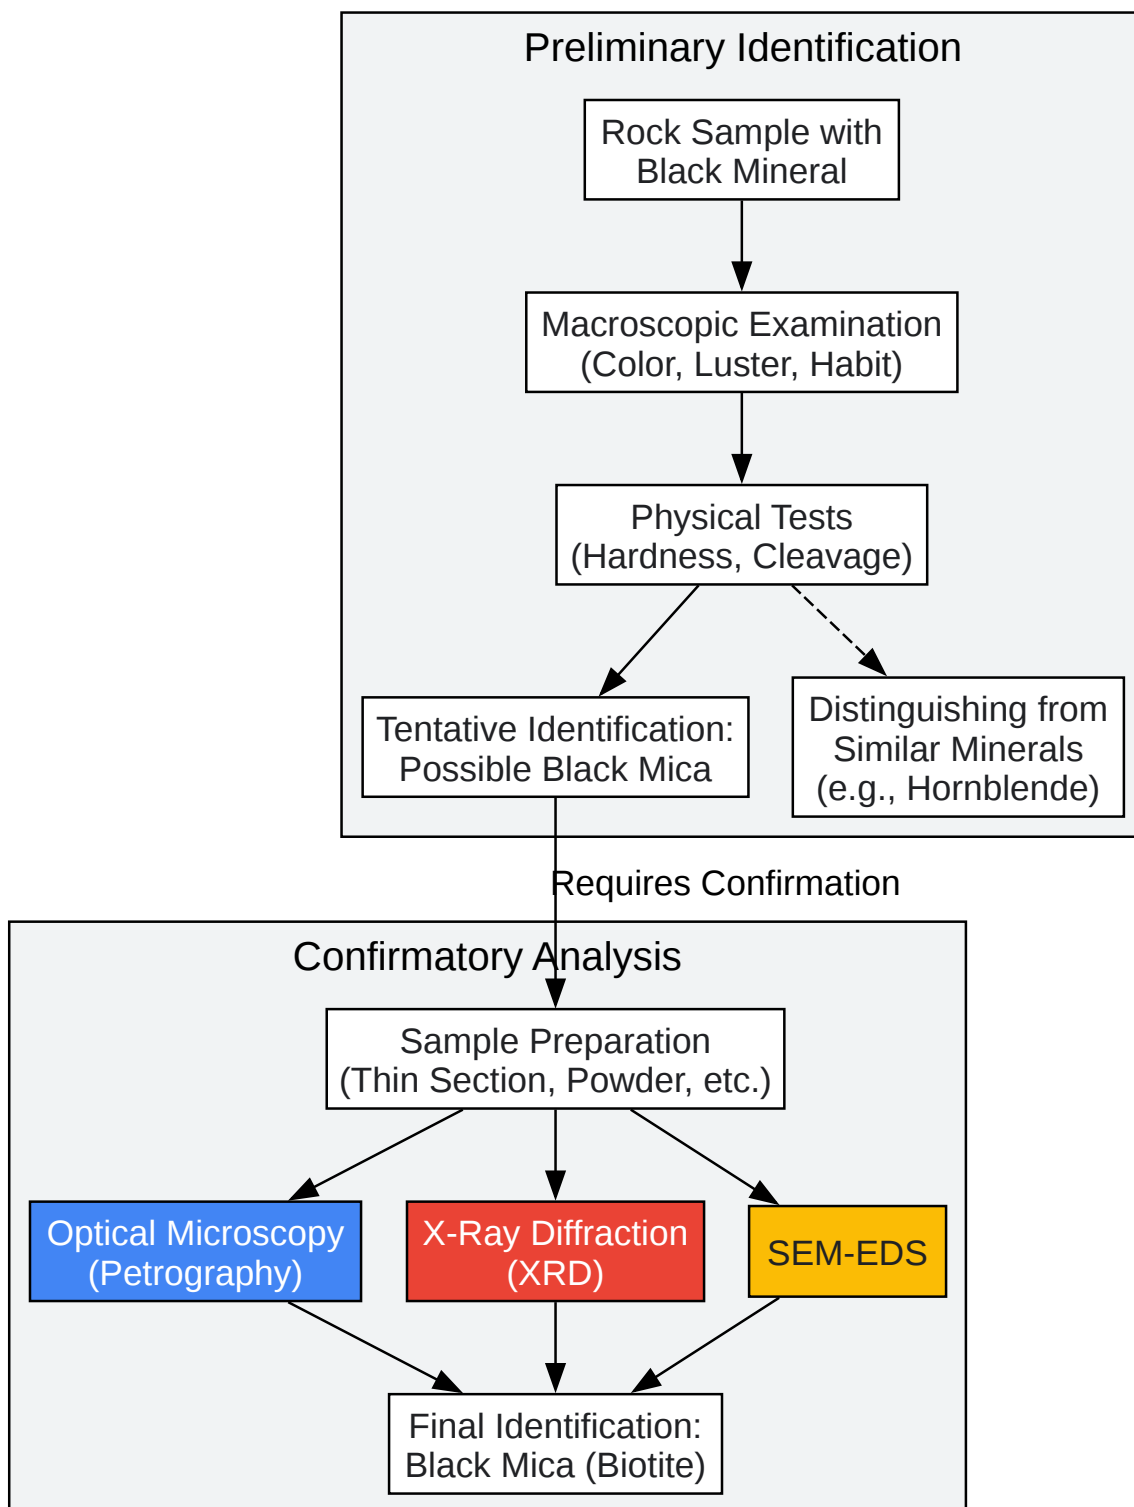 Preliminary Identification
Rock Sample with
Black Mineral
Macroscopic Examination
(Color, Luster, Habit)
Physical Tests
(Hardness, Cleavage)
Tentative Identification:
Possible Black Mica
Distinguishing from
Similar Minerals
(e.g., Hornblende)
Requires Confirmation
Confirmatory Analysis
Sample Preparation
(Thin Section, Powder, etc.)
Optical Microscopy
(Petrography)
X-Ray Diffraction
(XRD)
SEM-EDS
Final Identification:
Black Mica (Biotite)